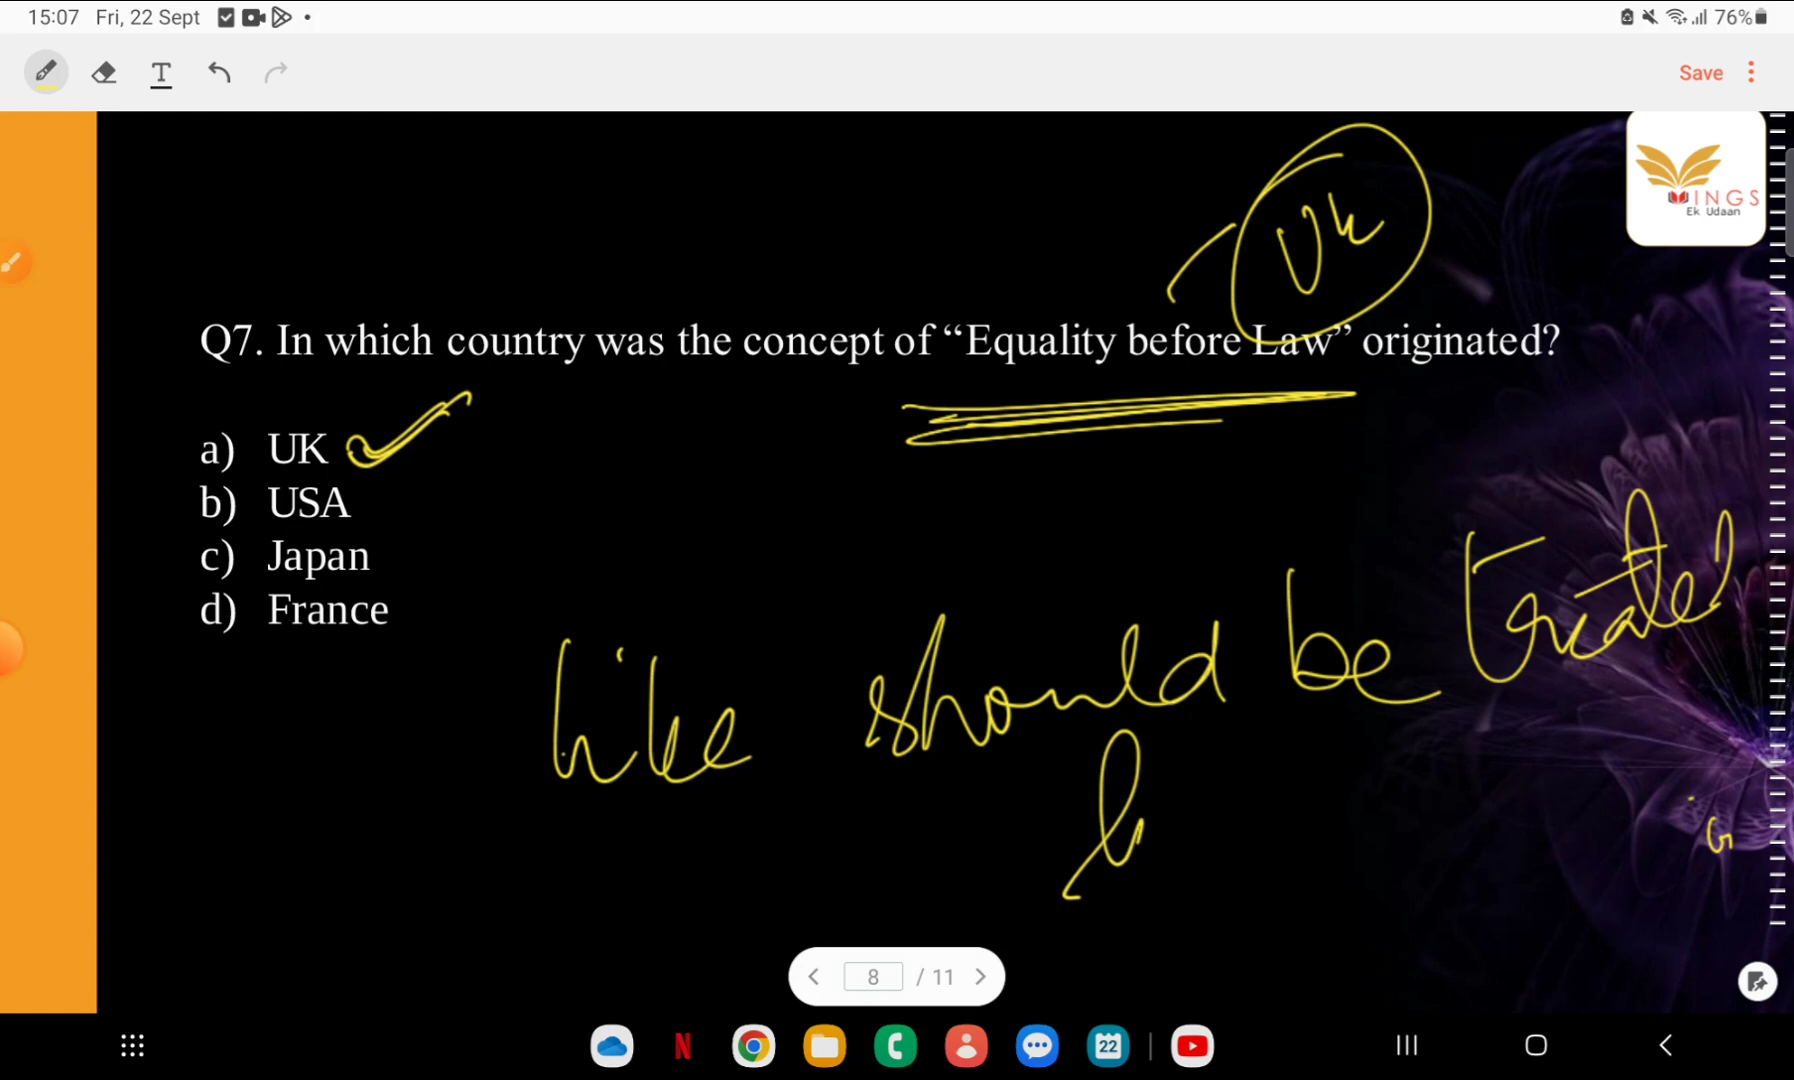 15:07 Fri, 22 Sept
76%
T
Save
WINGS
Ek Udaan
UK
Q7. In which country was the concept of “Equality before Law” originated?
a) UK
b) USA
c) Japan
d) France
like should be treated
8 / 11
N
22